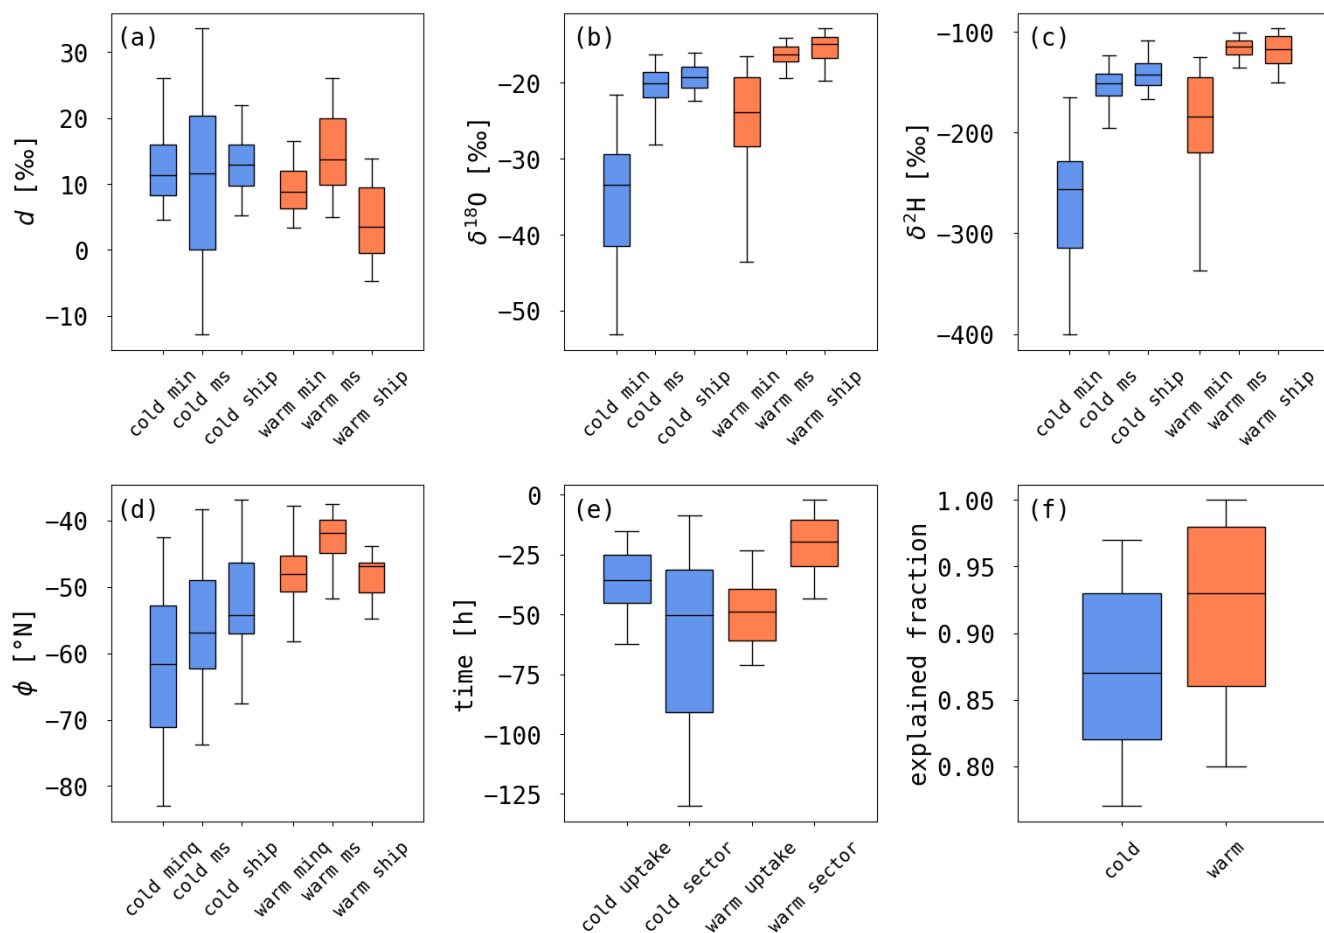 (a)
d [‰]
30
20
10
0
−10
cold min
cold ms
cold ship
warm min
warm ms
warm ship
(b)
δ¹⁸O [‰]
−20
−30
−40
−50
cold min
cold ms
cold ship
warm min
warm ms
warm ship
(c)
δ²H [‰]
−100
−200
−300
−400
cold min
cold ms
cold ship
warm min
warm ms
warm ship
(d)
ϕ [°N]
−40
−50
−60
−70
−80
cold minq
cold ms
cold ship
warm minq
warm ms
warm ship
(e)
time [h]
0
−25
−50
−75
−100
−125
cold uptake
cold sector
warm uptake
warm sector
(f)
explained fraction
1.00
0.95
0.90
0.85
0.80
cold
warm